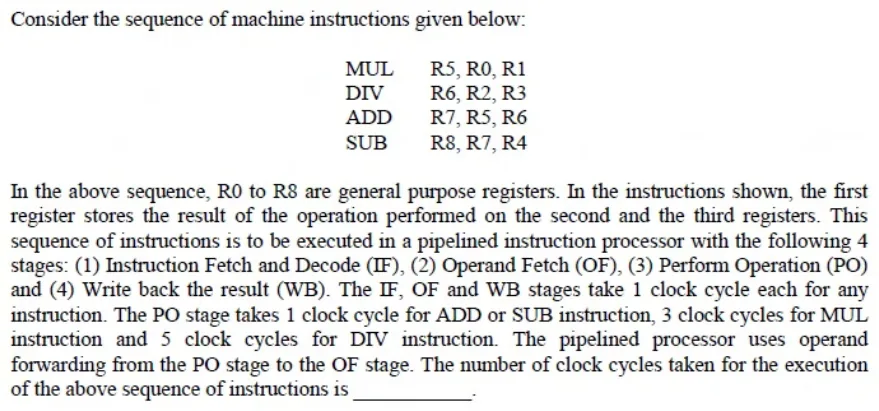 Consider the sequence of machine instructions given below:
MUL R5, R0, R1
DIV R6, R2, R3
ADD R7, R5, R6
SUB R8, R7, R4
In the above sequence, R0 to R8 are general purpose registers. In the instructions shown, the first
register stores the result of the operation performed on the second and the third registers. This
sequence of instructions is to be executed in a pipelined instruction processor with the following 4
stages: (1) Instruction Fetch and Decode (IF), (2) Operand Fetch (OF), (3) Perform Operation (PO)
and (4) Write back the result (WB). The IF, OF and WB stages take 1 clock cycle each for any
instruction. The PO stage takes 1 clock cycle for ADD or SUB instruction, 3 clock cycles for MUL
instruction and 5 clock cycles for DIV instruction. The pipelined processor uses operand
forwarding from the PO stage to the OF stage. The number of clock cycles taken for the execution
of the above sequence of instructions is ___________.